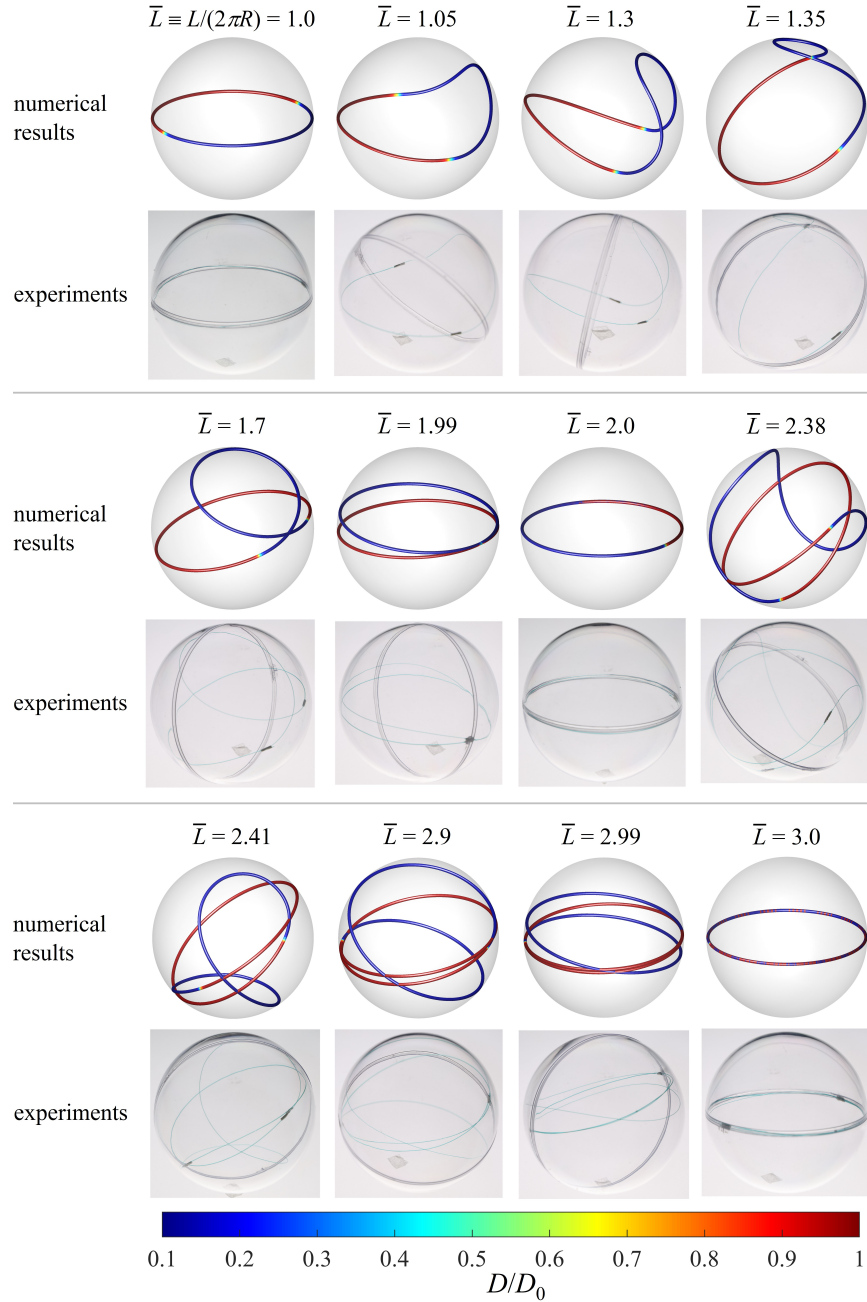 L̅ ≡ L/(2πR) = 1.0 L̅ = 1.05 L̅ = 1.3 L̅ = 1.35
numerical
results
experiments
L̅ = 1.7 L̅ = 1.99 L̅ = 2.0 L̅ = 2.38
numerical
results
experiments
L̅ = 2.41 L̅ = 2.9 L̅ = 2.99 L̅ = 3.0
numerical
results
experiments
0.1 0.2 0.3 0.4 0.5 0.6 0.7 0.8 0.9 1
D/D₀